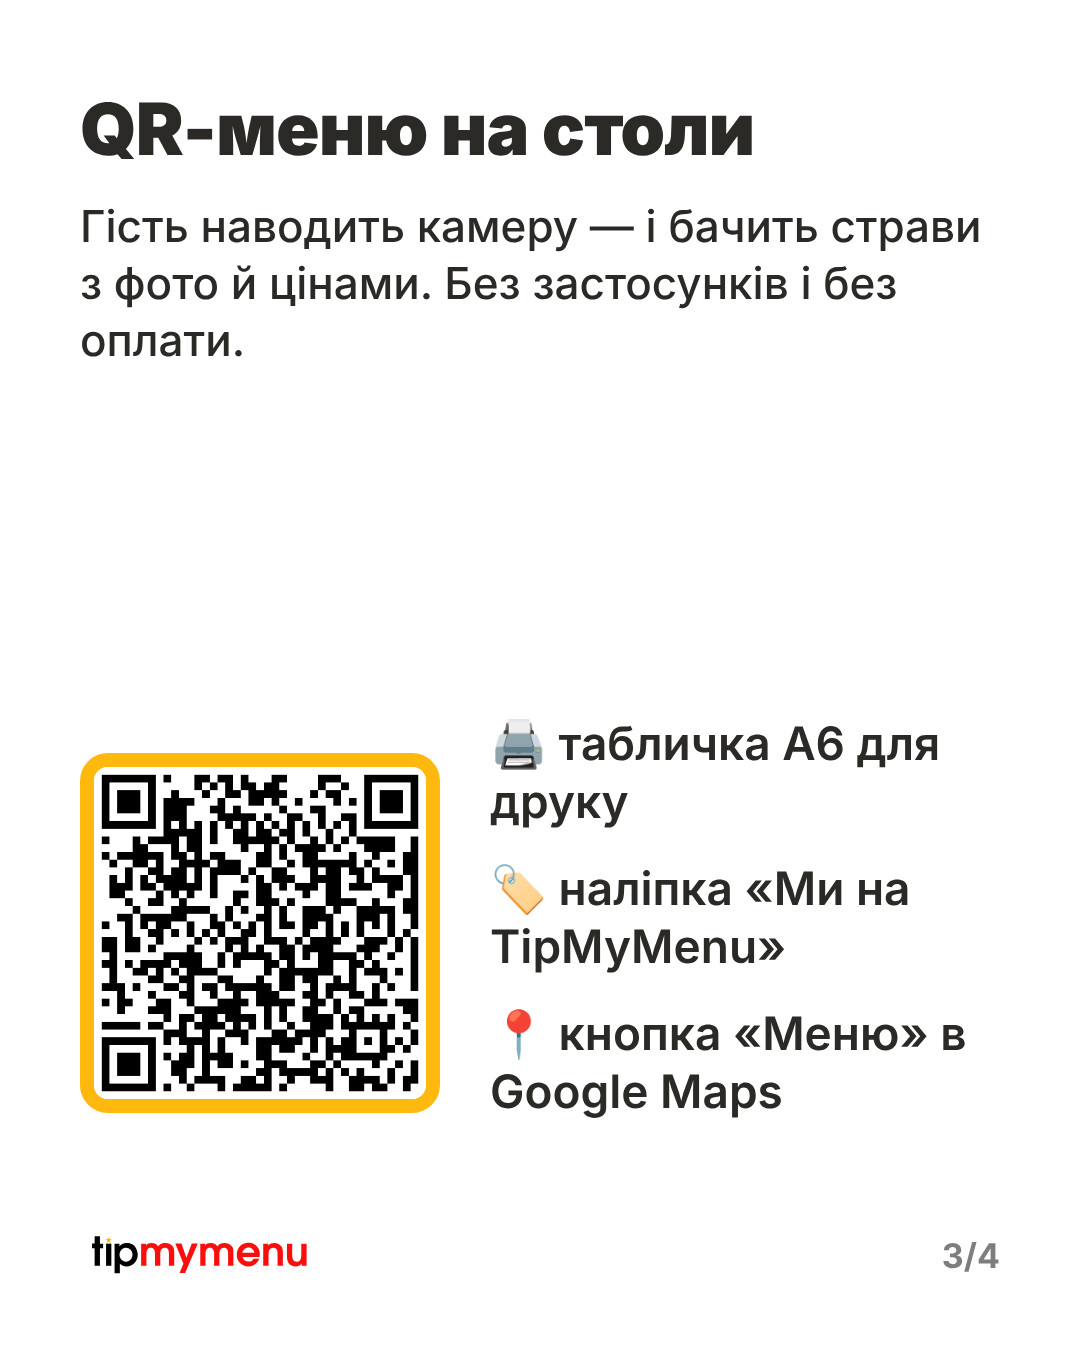 QR-меню на столи
Гість наводить камеру — і бачить страви
з фото й цінами. Без застосунків і без
оплати.
🖨️ табличка А6 для
друку
🏷️ наліпка «Ми на
TipMyMenu»
📍 кнопка «Меню» в
Google Maps
tipmymenu
3/4